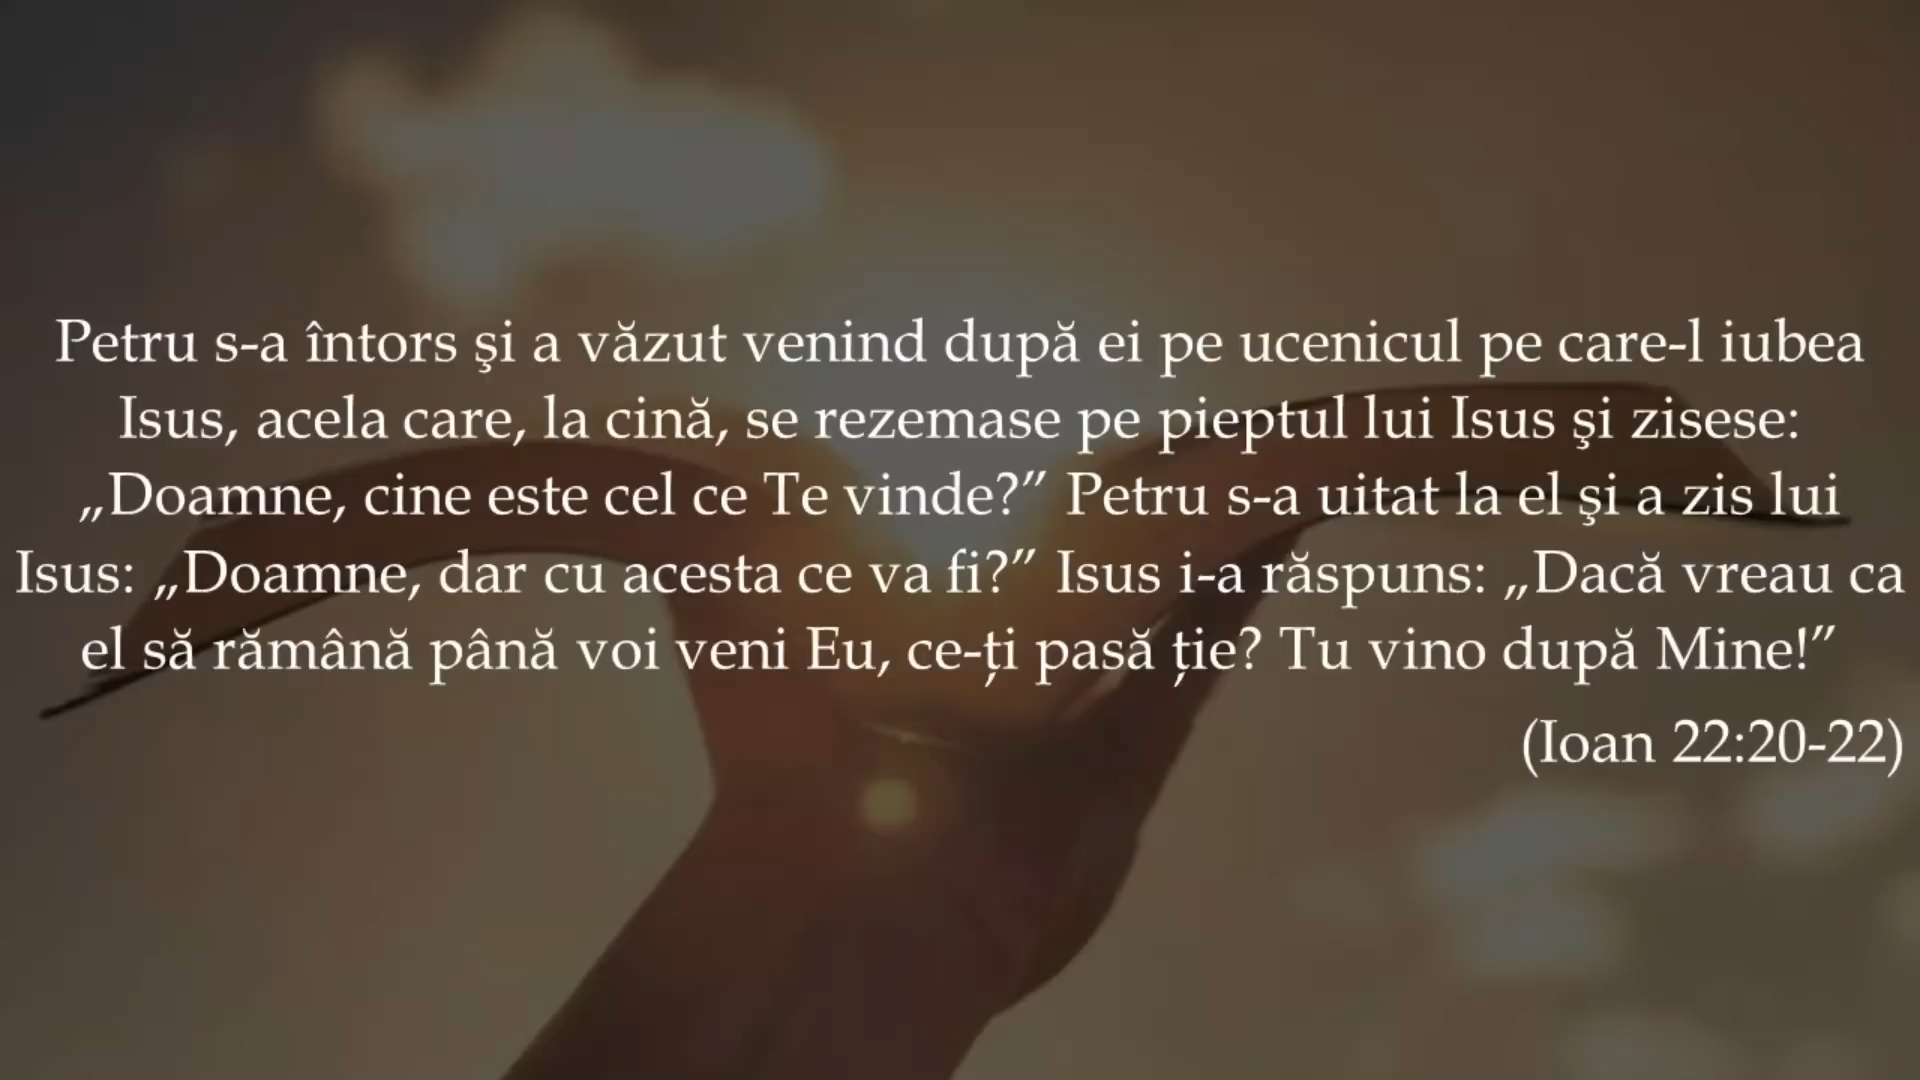 Petru s-a întors şi a văzut venind după ei pe ucenicul pe care-l iubea
Isus, acela care, la cină, se rezemase pe pieptul lui Isus şi zisese:
„Doamne, cine este cel ce Te vinde?” Petru s-a uitat la el şi a zis lui
Isus: „Doamne, dar cu acesta ce va fi?” Isus i-a răspuns: „Dacă vreau ca
el să rămână până voi veni Eu, ce-ţi pasă ţie? Tu vino după Mine!”
(Ioan 22:20-22)